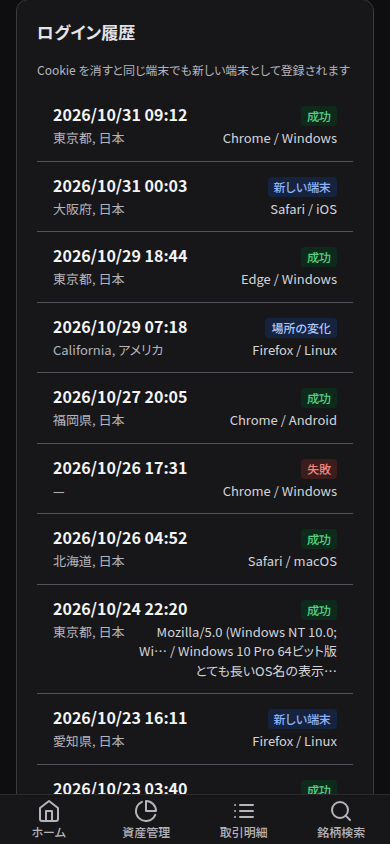 ログイン履歴
Cookie を消すと同じ端末でも新しい端末として登録されます
2026/10/31 09:12 成功
東京都, 日本 Chrome / Windows
2026/10/31 00:03 新しい端末
大阪府, 日本 Safari / iOS
2026/10/29 18:44 成功
東京都, 日本 Edge / Windows
2026/10/29 07:18 場所の変化
California, アメリカ Firefox / Linux
2026/10/27 20:05 成功
福岡県, 日本 Chrome / Android
2026/10/26 17:31 失敗
— Chrome / Windows
2026/10/26 04:52 成功
北海道, 日本 Safari / macOS
2026/10/24 22:20 成功
東京都, 日本 Mozilla/5.0 (Windows NT 10.0;
Wi… / Windows 10 Pro 64ビット版
とても長いOS名の表示…
2026/10/23 16:11 新しい端末
愛知県, 日本 Firefox / Linux
2026/10/23 03:40 成功
ホーム 資産管理 取引明細 銘柄検索